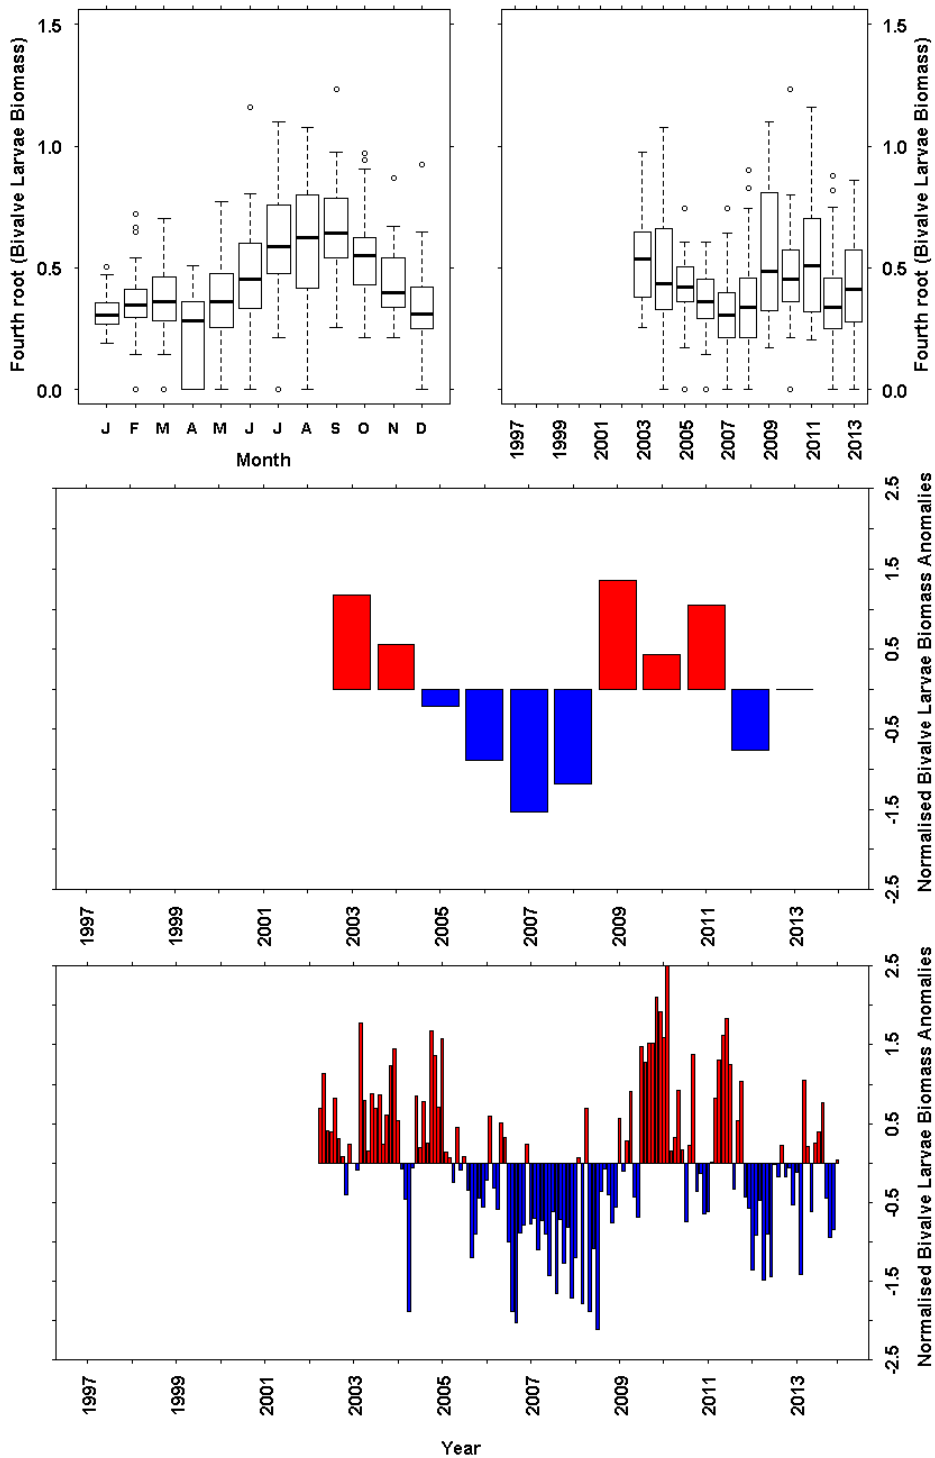 Fourth root (Bivalve Larvae Biomass)
1.5
1.0
0.5
0.0
J F M A M J J A S O N D
Month
1.5
1.0
0.5
0.0
Fourth root (Bivalve Larvae Biomass)
1997 1999 2001 2003 2005 2007 2009 2011 2013
2.5
1.5
0.5
-0.5
-1.5
-2.5
Normalised Bivalve Larvae Biomass Anomalies
1997 1999 2001 2003 2005 2007 2009 2011 2013
2.5
1.5
0.5
-0.5
-1.5
-2.5
Normalised Bivalve Larvae Biomass Anomalies
1997 1999 2001 2003 2005 2007 2009 2011 2013
Year